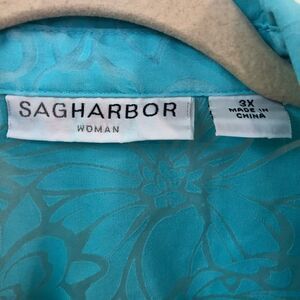 SAGHARBOR
WOMAN
3X
MADE IN
CHINA